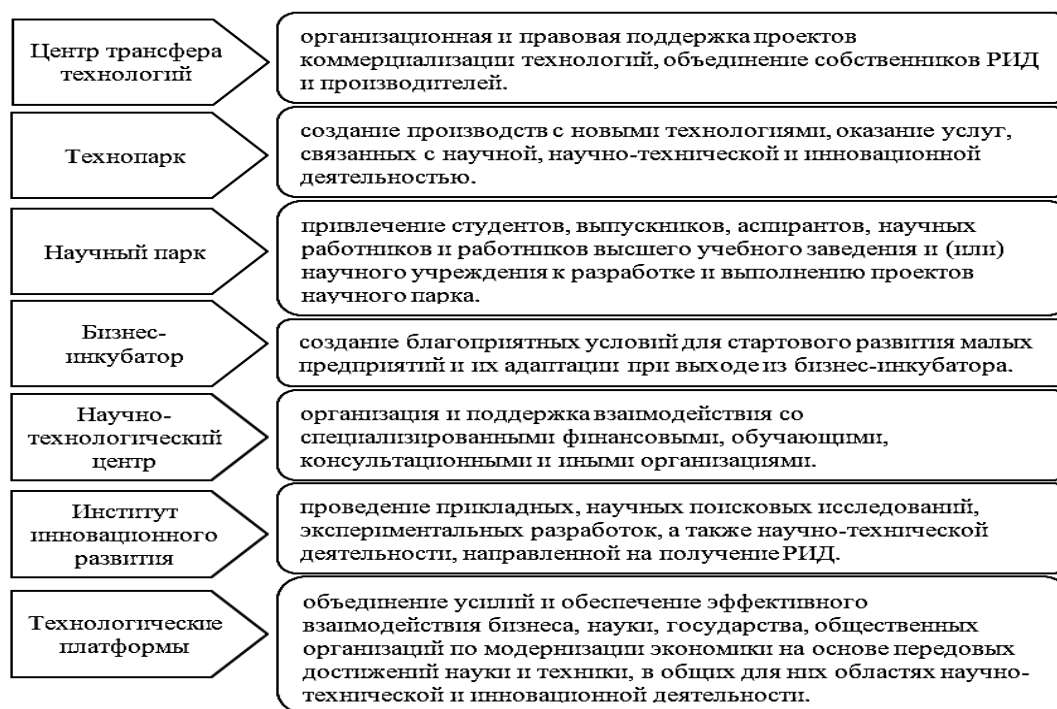 Центр трансфера
технологий
организационная и правовая поддержка проектов
коммерциализации технологий, объединение собственников РИД
и производителей.
Технопарк
создание производств с новыми технологиями, оказание услуг,
связанных с научной, научно-технической и инновационной
деятельностью.
Научный парк
привлечение студентов, выпускников, аспирантов, научных
работников и работников высшего учебного заведения и (или)
научного учреждения к разработке и выполнению проектов
научного парка.
Бизнес-
инкубатор
создание благоприятных условий для стартового развития малых
предприятий и их адаптации при выходе из бизнес-инкубатора.
Научно-
технологический
центр
организация и поддержка взаимодействия со
специализированными финансовыми, обучающими,
консультационными и иными организациями.
Институт
инновационного
развития
проведение прикладных, научных поисковых исследований,
экспериментальных разработок, а также научно-технической
деятельности, направленной на получение РИД.
Технологические
платформы
объединение усилий и обеспечение эффективного
взаимодействия бизнеса, науки, государства, общественных
организаций по модернизации экономики на основе передовых
достижений науки и техники, в общих для них областях научно-
технической и инновационной деятельности.